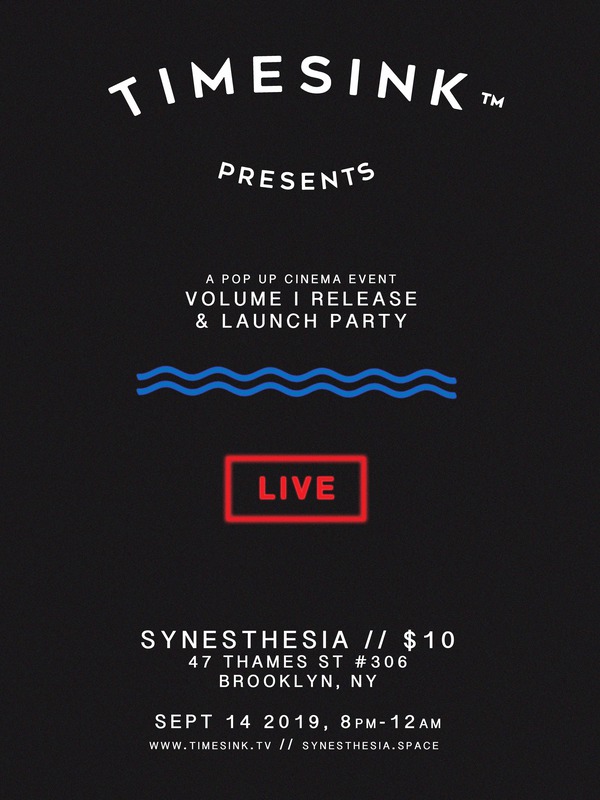 TIMESINK™
PRESENTS
A POP UP CINEMA EVENT
VOLUME I RELEASE
& LAUNCH PARTY
LIVE
SYNESTHESIA // $10
47 THAMES ST #306
BROOKLYN, NY
SEPT 14 2019, 8PM-12AM
WWW.TIMESINK.TV // SYNESTHESIA.SPACE